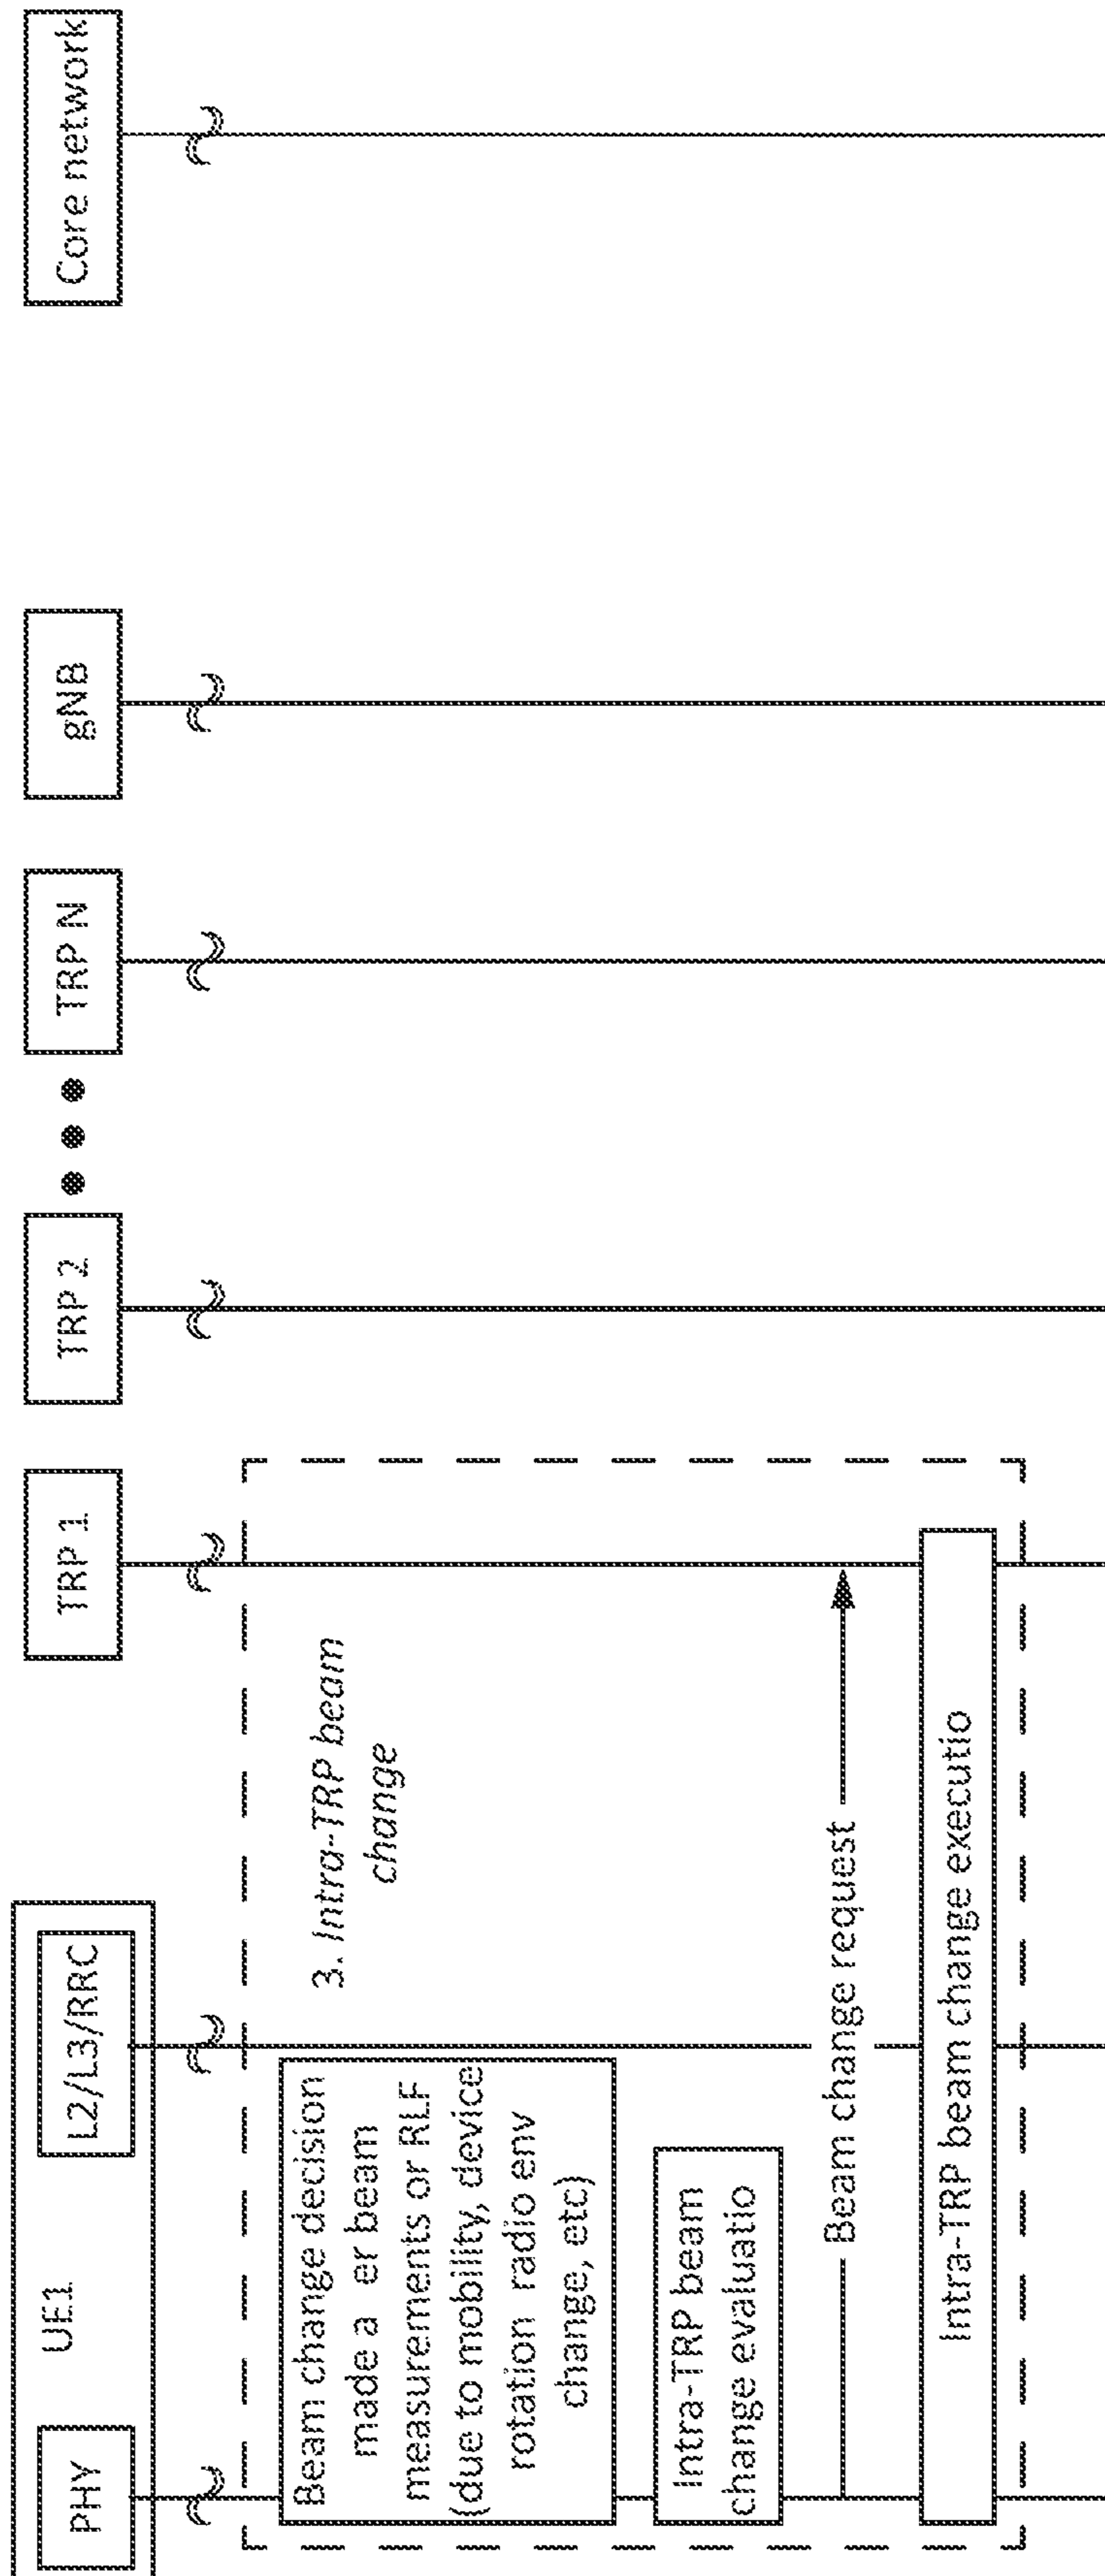 UE1
PHY
L2/L3/RRC
TRP 1
TRP 2
TRP N
gNB
Core network
3. Intra-TRP beam
change
Beam change decision
made a er beam
measurements or RLF
(due to mobility, device
rotation radio env
change, etc)
Intra-TRP beam
change evaluatio
Beam change request
Intra-TRP beam change executio